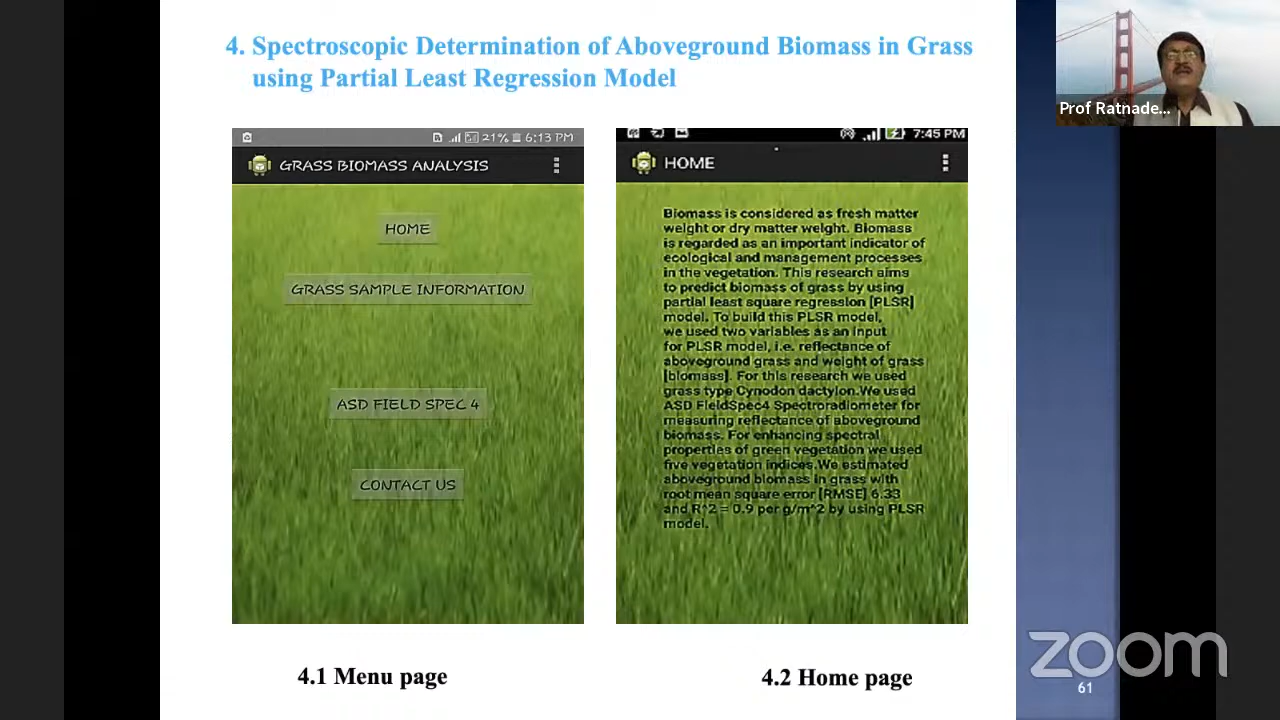 4. Spectroscopic Determination of Aboveground Biomass in Grass
using Partial Least Regression Model
Prof Ratnade...
21% 6:13 PM
GRASS BIOMASS ANALYSIS
HOME
GRASS SAMPLE INFORMATION
ASD FIELD SPEC 4
CONTACT US
7:45 PM
HOME
Biomass is considered as fresh matter
weight or dry matter weight. Biomass
is regarded as an important indicator of
ecological and management processes
in the vegetation. This research aims
to predict biomass of grass by using
partial least square regression [PLSR]
model. To build this PLSR model,
we used two variables as an input
for PLSR model, i.e. reflectance of
aboveground grass and weight of grass
[biomass]. For this research we used
grass type Cynodon dactylon.We used
ASD FieldSpec4 Spectroradiometer for
measuring reflectance of aboveground
biomass. For enhancing spectral
properties of green vegetation we used
five vegetation indices.We estimated
aboveground biomass in grass with
root mean square error [RMSE] 6.33
and R^2 = 0.9 per g/m^2 by using PLSR
model.
4.1 Menu page
4.2 Home page
zoom
61